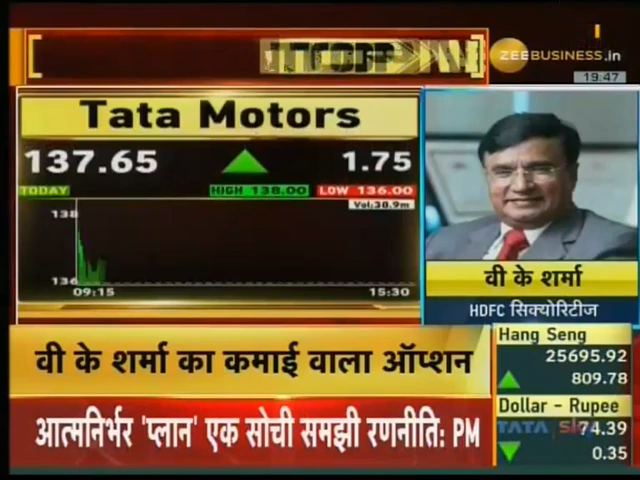 ZEEBUSINESS.in
19:47
Tata Motors
137.65 1.75
TODAY HIGH 138.00 LOW 136.00
Vol:38.9m
138
136
09:15 15:30
वी के शर्मा
HDFC सिक्योरिटीज
वी के शर्मा का कमाई वाला ऑप्शन
आत्मनिर्भर 'प्लान' एक सोची समझी रणनीति: PM
Hang Seng
25695.92
809.78
Dollar - Rupee
74.39
0.35
TATA sky